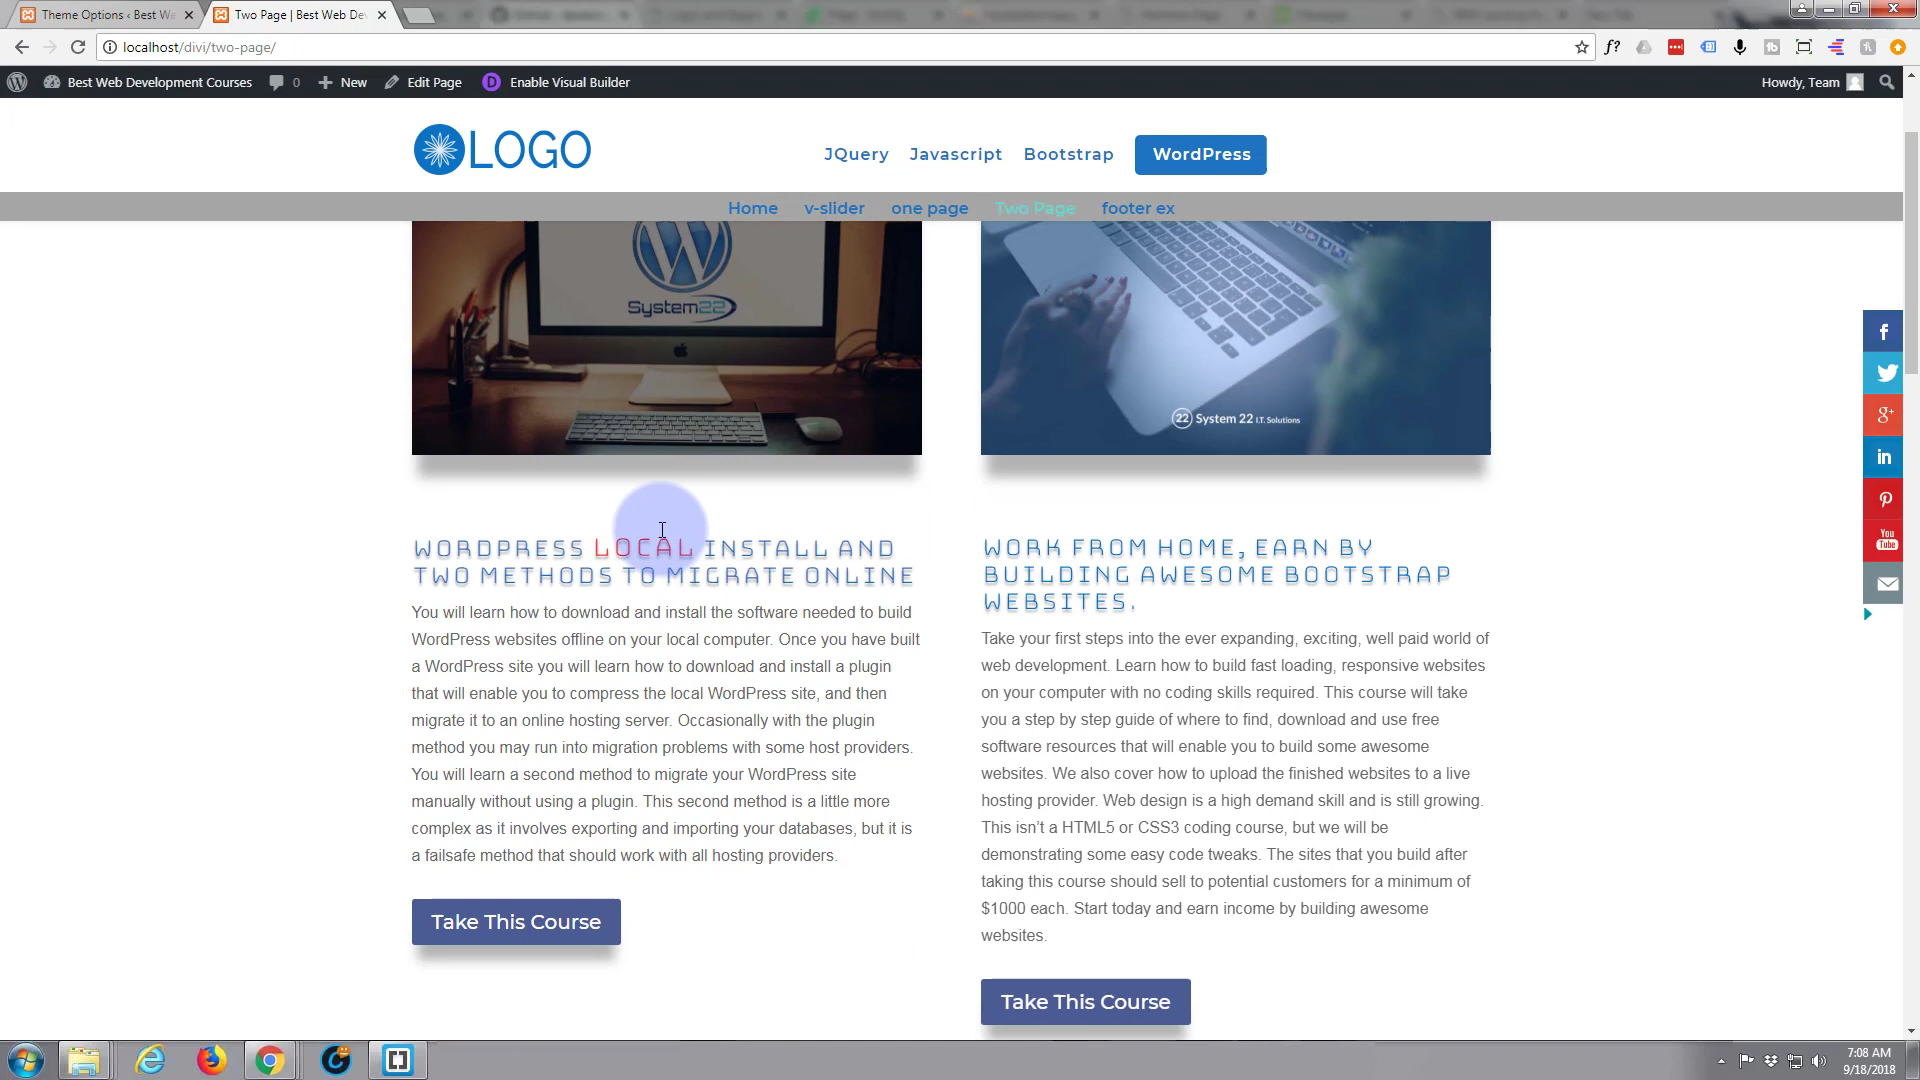 Theme Options ‹ Best We
Two Page | Best Web Dev
localhost/divi/two-page/
f?
Best Web Development Courses
0
New
Edit Page
D
Enable Visual Builder
Howdy, Team
LOGO
JQuery
Javascript
Bootstrap
WordPress
Home
v-slider
one page
Two Page
footer ex
System22
22 System 22 I.T. Solutions
WORDPRESS LOCAL INSTALL AND
TWO METHODS TO MIGRATE ONLINE
You will learn how to download and install the software needed to build
WordPress websites offline on your local computer. Once you have built
a WordPress site you will learn how to download and install a plugin
that will enable you to compress the local WordPress site, and then
migrate it to an online hosting server. Occasionally with the plugin
method you may run into migration problems with some host providers.
You will learn a second method to migrate your WordPress site
manually without using a plugin. This second method is a little more
complex as it involves exporting and importing your databases, but it is
a failsafe method that should work with all hosting providers.
Take This Course
WORK FROM HOME, EARN BY
BUILDING AWESOME BOOTSTRAP
WEBSITES.
Take your first steps into the ever expanding, exciting, well paid world of
web development. Learn how to build fast loading, responsive websites
on your computer with no coding skills required. This course will take
you a step by step guide of where to find, download and use free
software resources that will enable you to build some awesome
websites. We also cover how to upload the finished websites to a live
hosting provider. Web design is a high demand skill and is still growing.
This isn’t a HTML5 or CSS3 coding course, but we will be
demonstrating some easy code tweaks. The sites that you build after
taking this course should sell to potential customers for a minimum of
$1000 each. Start today and earn income by building awesome
websites.
Take This Course
You
Tube
7:08 AM
9/18/2018